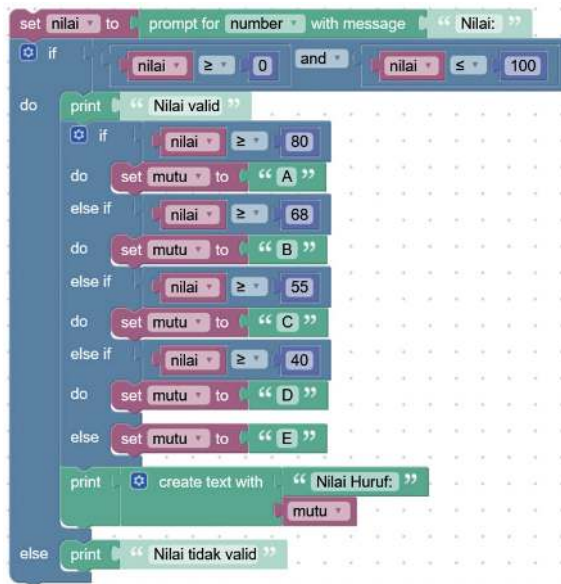 set nilai to prompt for number with message “ Nilai: ”
if nilai ≥ 0 and nilai ≤ 100
do print “ Nilai valid ”
if nilai ≥ 80
do set mutu to “ A ”
else if nilai ≥ 68
do set mutu to “ B ”
else if nilai ≥ 55
do set mutu to “ C ”
else if nilai ≥ 40
do set mutu to “ D ”
else set mutu to “ E ”
print create text with “ Nilai Huruf: ”
mutu
else print “ Nilai tidak valid ”